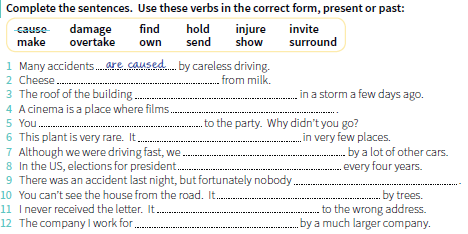 Complete the sentences. Use these verbs in the correct form, present or past:
cause damage find hold injure invite
make overtake own send show surround
1 Many accidents are caused by careless driving.
2 Cheese ........................ from milk.
3 The roof of the building ........................ in a storm a few days ago.
4 A cinema is a place where films ........................ .
5 You ........................ to the party. Why didn't you go?
6 This plant is very rare. It ........................ in very few places.
7 Although we were driving fast, we ........................ by a lot of other cars.
8 In the US, elections for president ........................ every four years.
9 There was an accident last night, but fortunately nobody ........................ .
10 You can't see the house from the road. It ........................ by trees.
11 I never received the letter. It ........................ to the wrong address.
12 The company I work for ........................ by a much larger company.